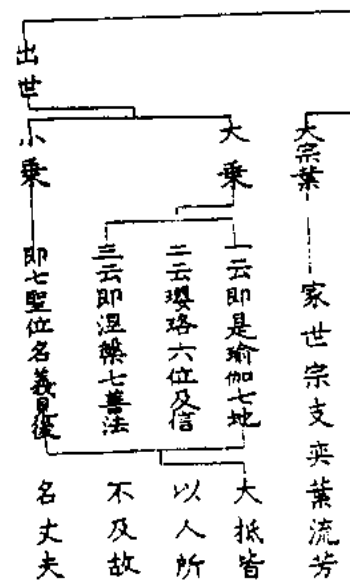 大宗葉
家世宗支奕葉流芳
出世
大乗
一云即是瑜伽七地
二云瓔珞六位及信
三云即涅槃七善法
小乗
即七聖位名義見後
大抵皆
以人所
不及故
名丈夫